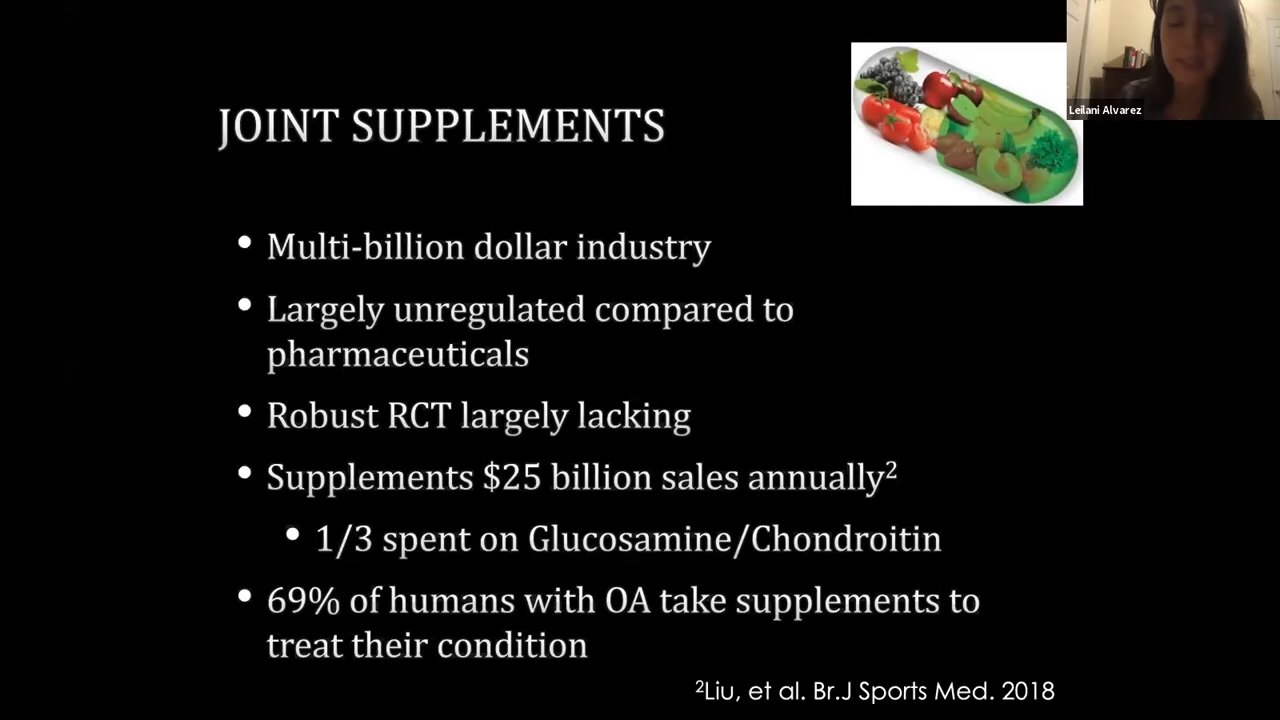 Leilani Alvarez
JOINT SUPPLEMENTS
• Multi-billion dollar industry
• Largely unregulated compared to
pharmaceuticals
• Robust RCT largely lacking
• Supplements $25 billion sales annually²
• 1/3 spent on Glucosamine/Chondroitin
• 69% of humans with OA take supplements to
treat their condition
²Liu, et al. Br.J Sports Med. 2018